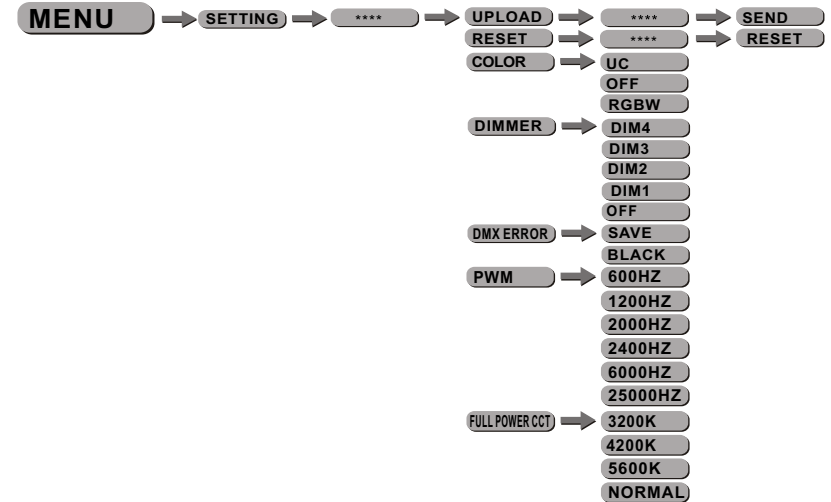 MENU SETTING **** UPLOAD **** SEND
RESET **** RESET
COLOR UC
OFF
RGBW
DIMMER DIM4
DIM3
DIM2
DIM1
OFF
DMX ERROR SAVE
BLACK
PWM 600HZ
1200HZ
2000HZ
2400HZ
6000HZ
25000HZ
FULL POWER CCT 3200K
4200K
5600K
NORMAL